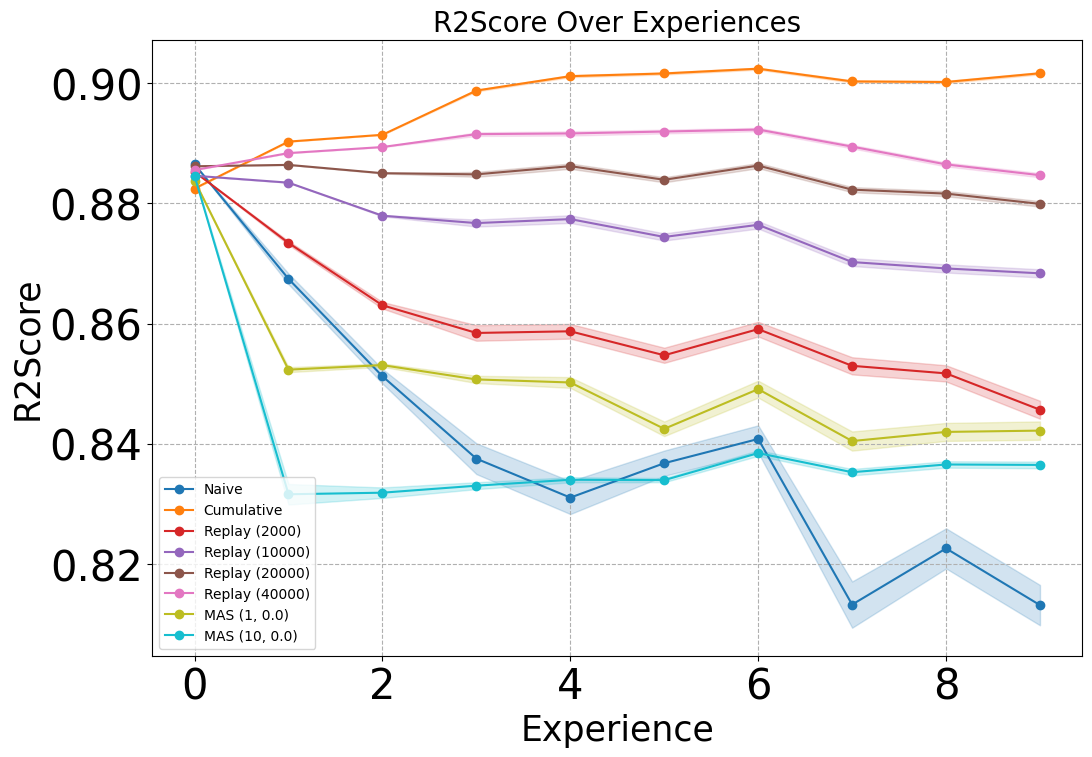 R2Score Over Experiences
R2Score
0.90
0.88
0.86
0.84
0.82
Naive
Cumulative
Replay (2000)
Replay (10000)
Replay (20000)
Replay (40000)
MAS (1, 0.0)
MAS (10, 0.0)
0 2 4 6 8
Experience